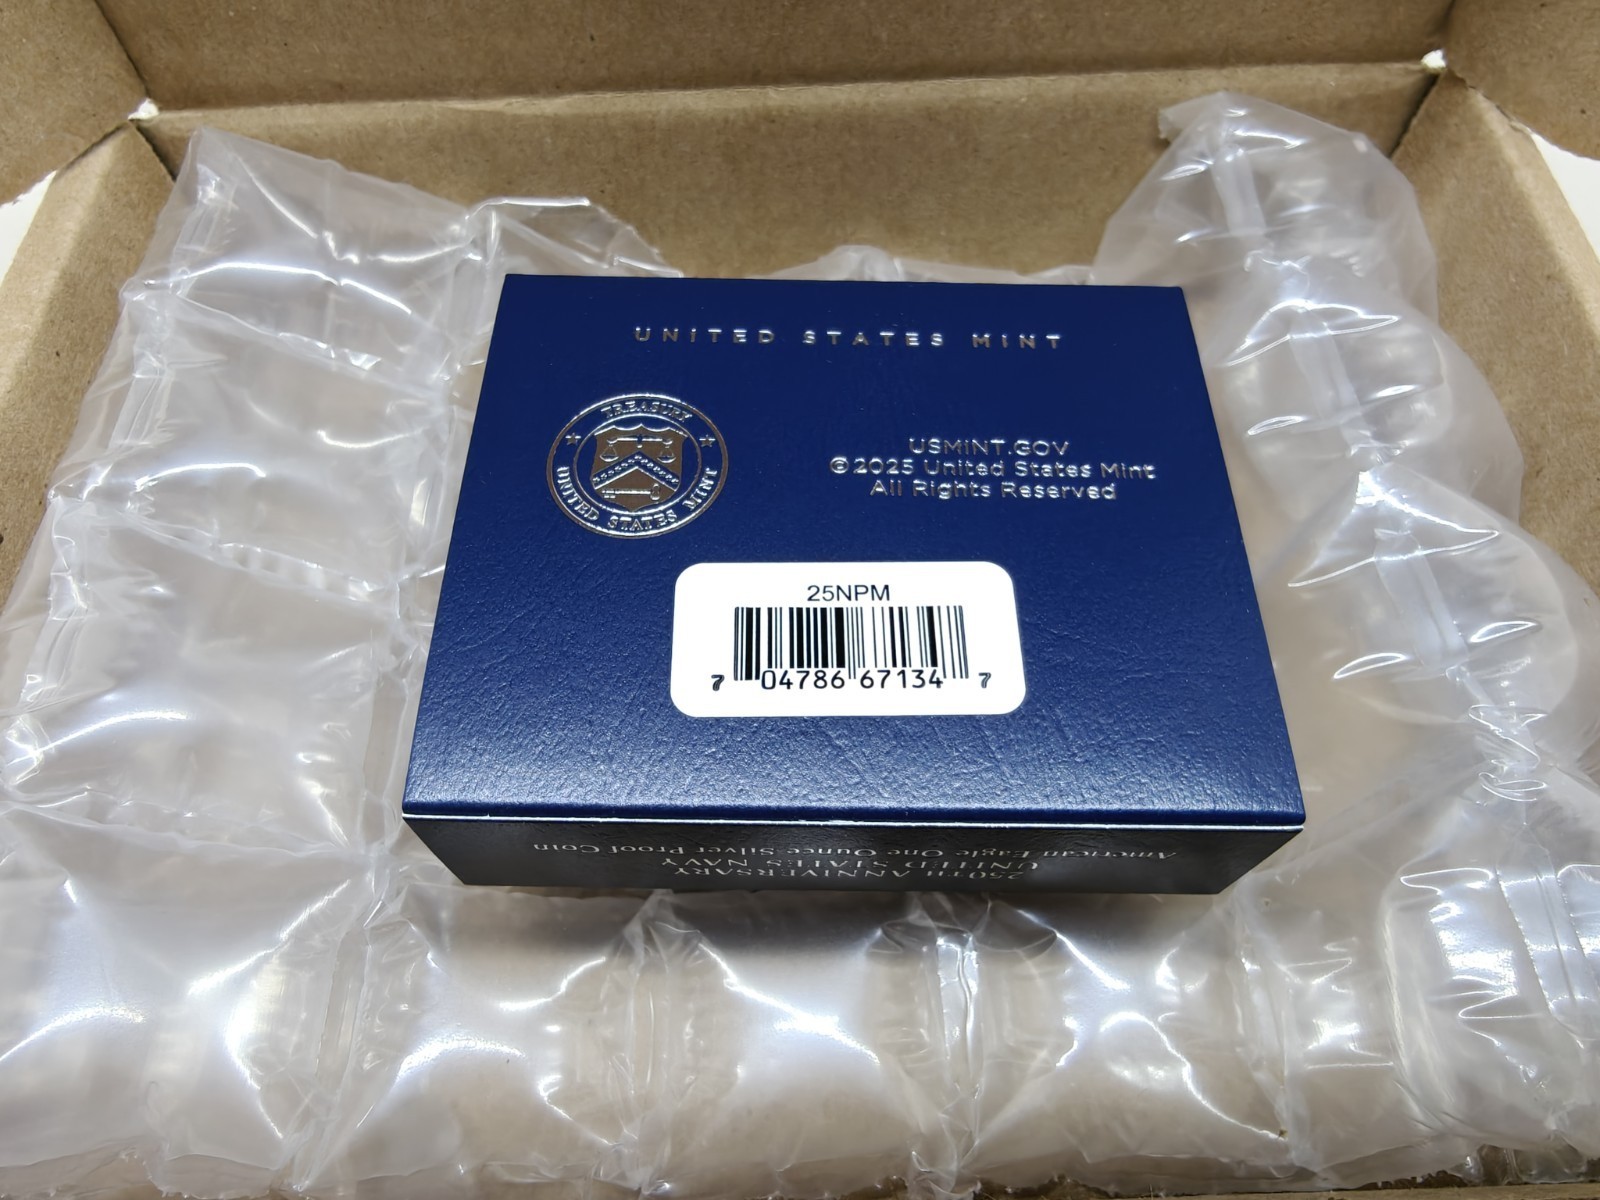 UNITED STATES MINT
TREASURY
UNITED STATES MINT
USMINT.GOV
©2025 United States Mint
All Rights Reserved
25NPM
7 04786 67134 7
250TH ANNIVERSARY
UNITED STATES NAVY
American Eagle One Ounce Silver Proof Coin